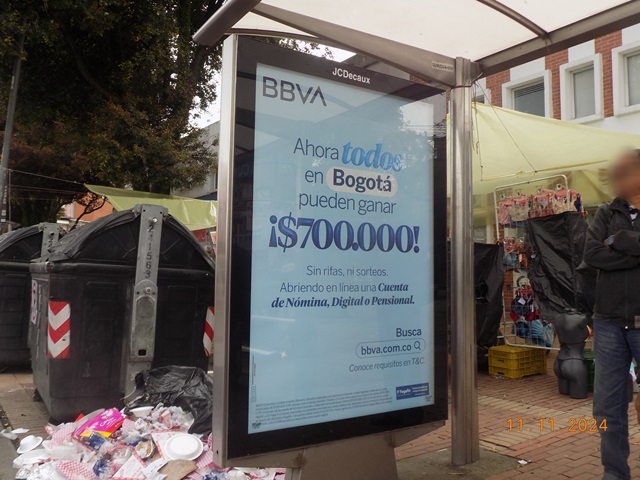 JCDecaux
BBVA
Ahora todos
en Bogotá
pueden ganar
¡$700.000!
Sin rifas, ni sorteos.
Abriendo en línea una Cuenta
de Nómina, Digital o Pensional.
Busca
bbva.com.co
Conoce requisitos en T&C
11 11 2024